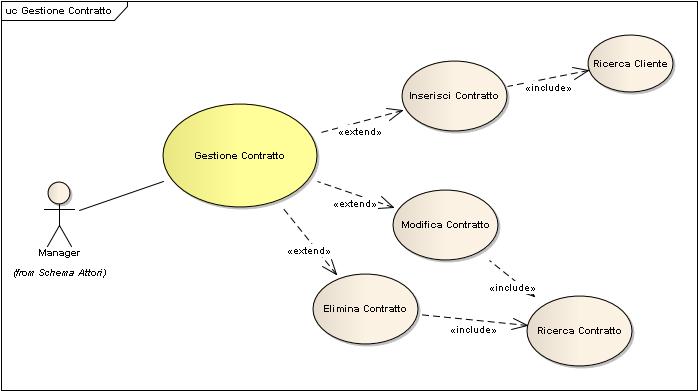 uc Gestione Contratto
Ricerca Cliente
Inserisci Contratto
«include»
«extend»
Gestione Contratto
«extend»
Modifica Contratto
Manager
«extend»
(from Schema Attori)
«include»
Elimina Contratto
«include»
Ricerca Contratto